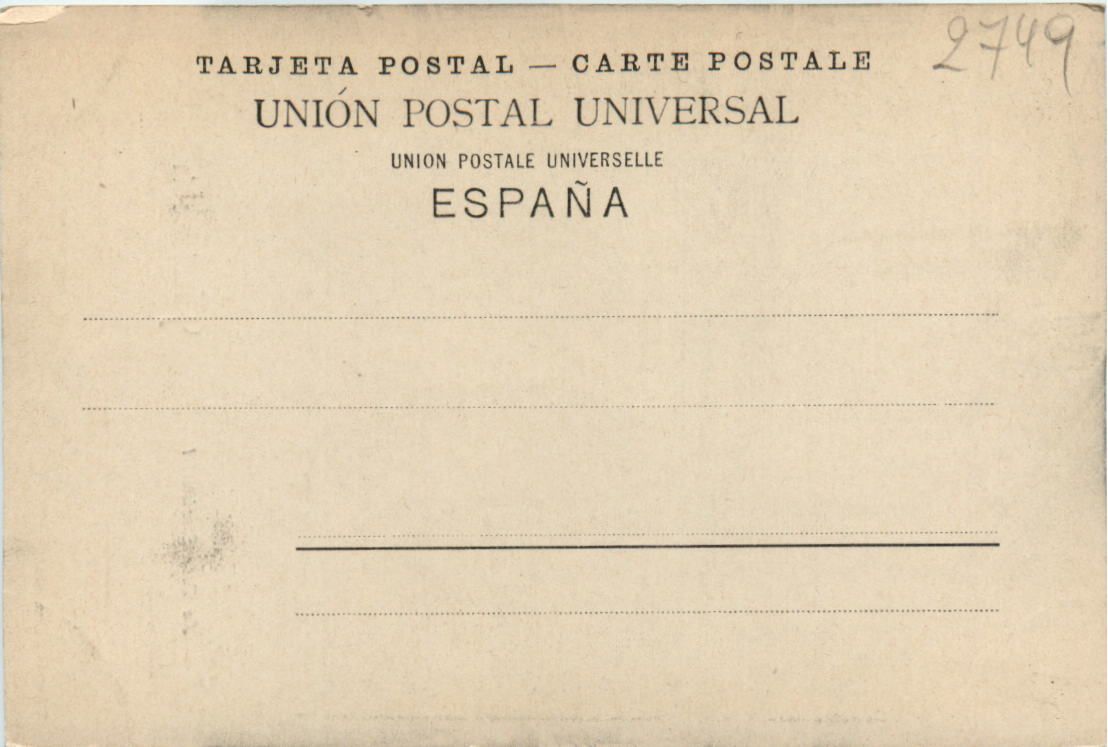 2749
TARJETA POSTAL — CARTE POSTALE
UNIÓN POSTAL UNIVERSAL
UNION POSTALE UNIVERSELLE
ESPAÑA